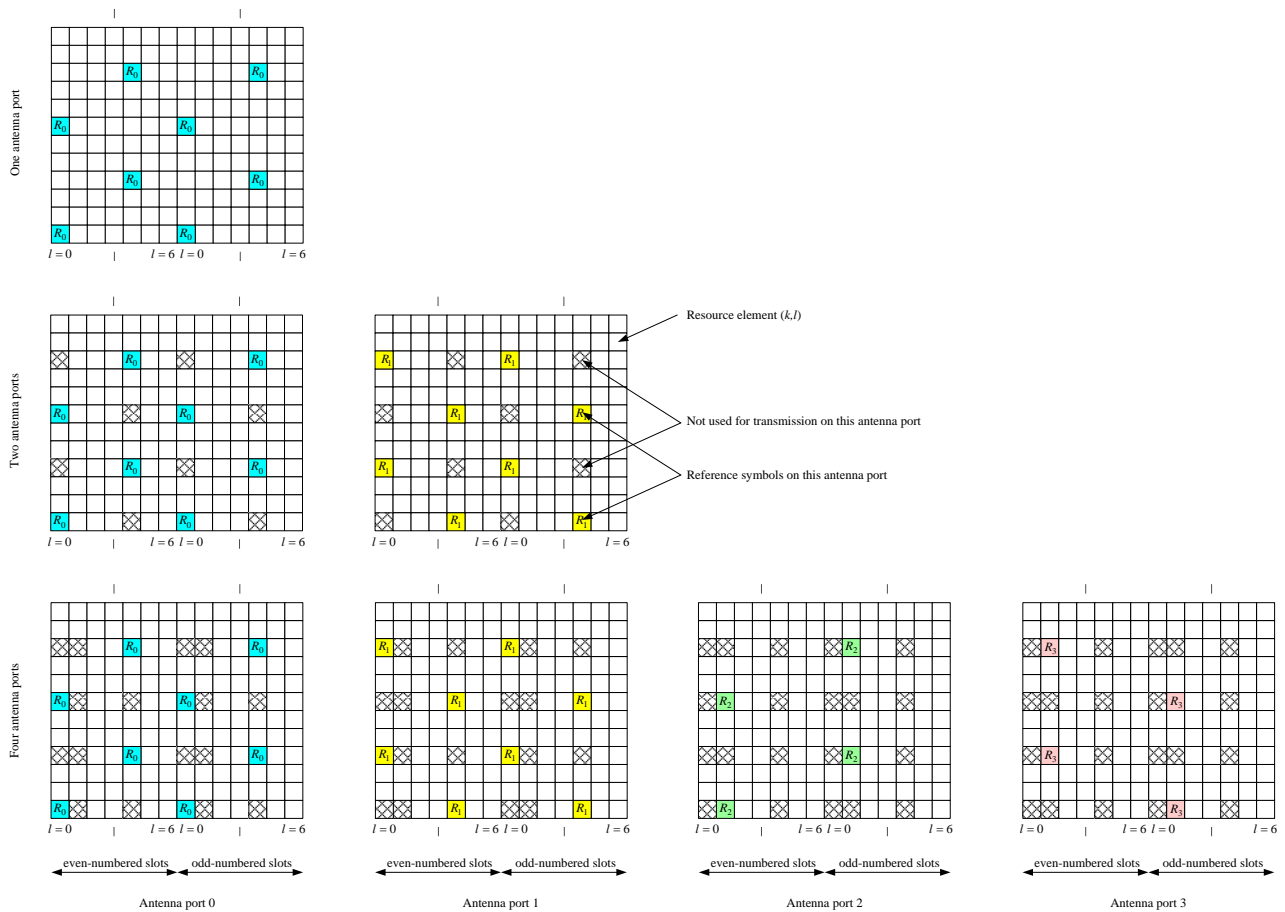 One antenna port
R0 R0
R0 R0
R0 R0
R0 R0
l = 0 l = 6 l = 0 l = 6
Two antenna ports
R0 R0
R0 R0
R0 R0
R0 R0
l = 0 l = 6 l = 0 l = 6
R1 R1
R1 R1
R1 R1
R1 R1
l = 0 l = 6 l = 0 l = 6
Resource element (k,l)
Not used for transmission on this antenna port
Reference symbols on this antenna port
Four antenna ports
R0 R0
R0 R0
R0 R0
R0 R0
l = 0 l = 6 l = 0 l = 6
even-numbered slots odd-numbered slots
Antenna port 0
R1 R1
R1 R1
R1 R1
R1 R1
l = 0 l = 6 l = 0 l = 6
even-numbered slots odd-numbered slots
Antenna port 1
R2
R2
R2
R2
l = 0 l = 6 l = 0 l = 6
even-numbered slots odd-numbered slots
Antenna port 2
R3
R3
R3
R3
l = 0 l = 6 l = 0 l = 6
even-numbered slots odd-numbered slots
Antenna port 3